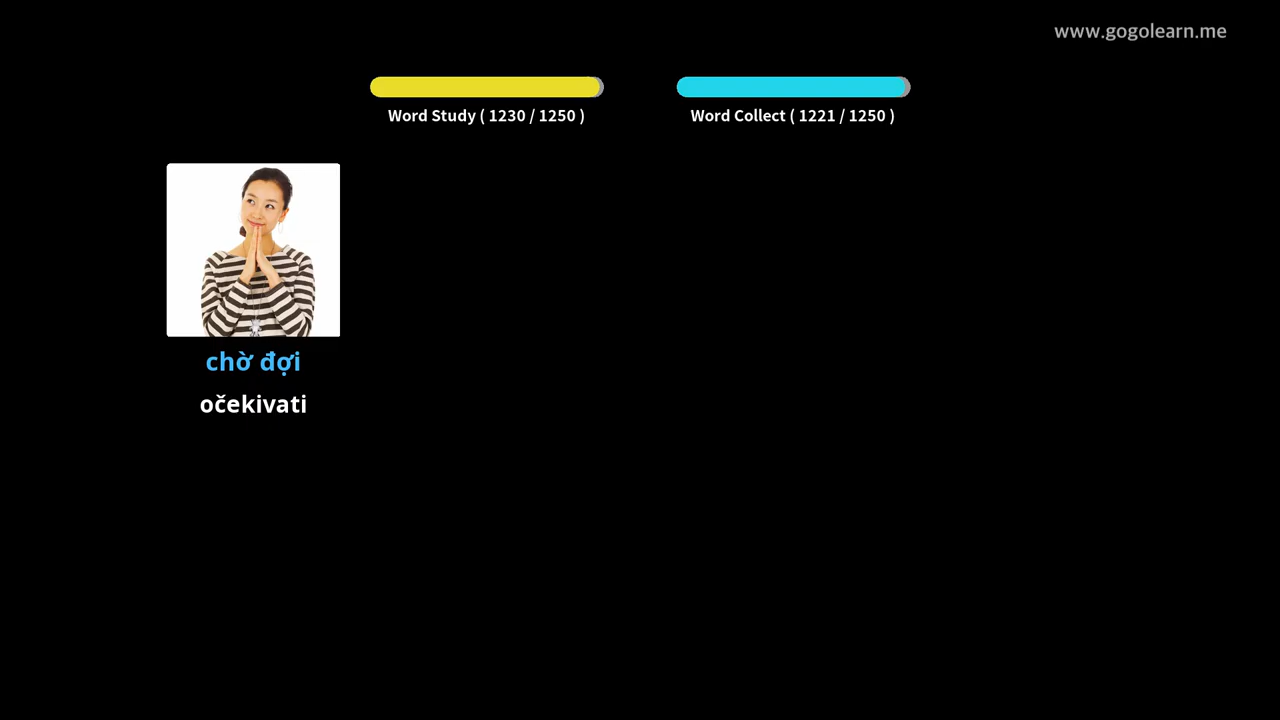 www.gogolearn.me
Word Study ( 1230 / 1250 )
Word Collect ( 1221 / 1250 )
chờ đợi
očekivati